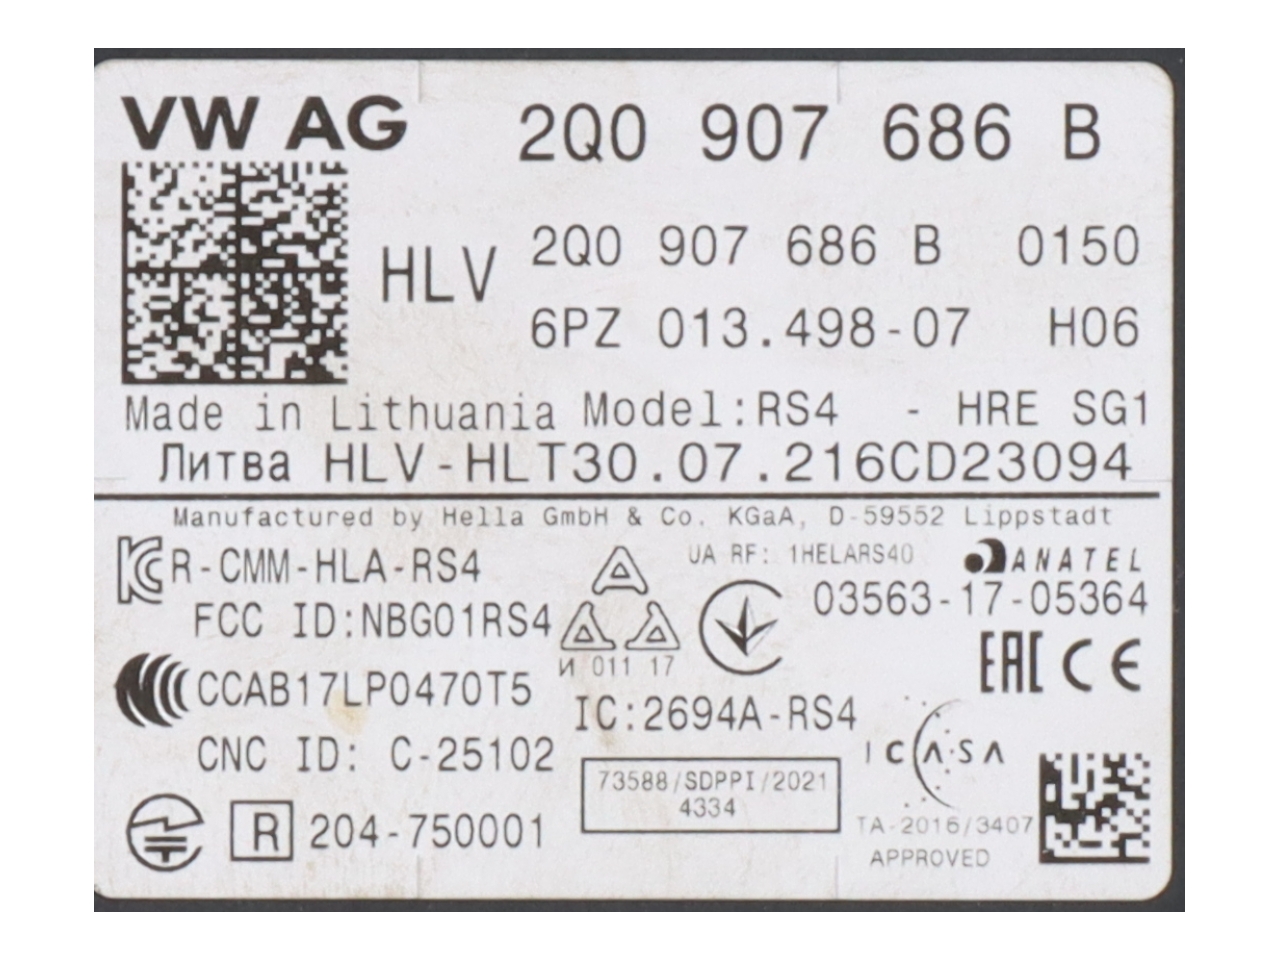 VW AG 2Q0 907 686 B
HLV 2Q0 907 686 B 0150
6PZ 013.498-07 H06
Made in Lithuania Model:RS4 - HRE SG1
Литва HLV-HLT30.07.216CD23094
Manufactured by Hella GmbH & Co. KGaA, D-59552 Lippstadt
R-CMM-HLA-RS4
UA RF: 1HELARS40
ANATEL
03563-17-05364
FCC ID:NBG01RS4
И 011 17
EAC CE
CCAB17LP0470T5
IC:2694A-RS4
CNC ID: C-25102
ICASA
73588/SDPPI/2021
4334
R 204-750001
TA-2016/3407
APPROVED